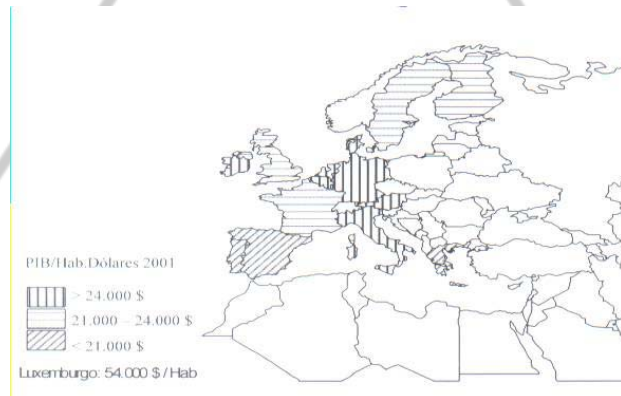 PIB/Hab.Dólares 2001
> 24.000 $
21.000 – 24.000 $
< 21.000 $
Luxemburgo: 54.000 $ / Hab